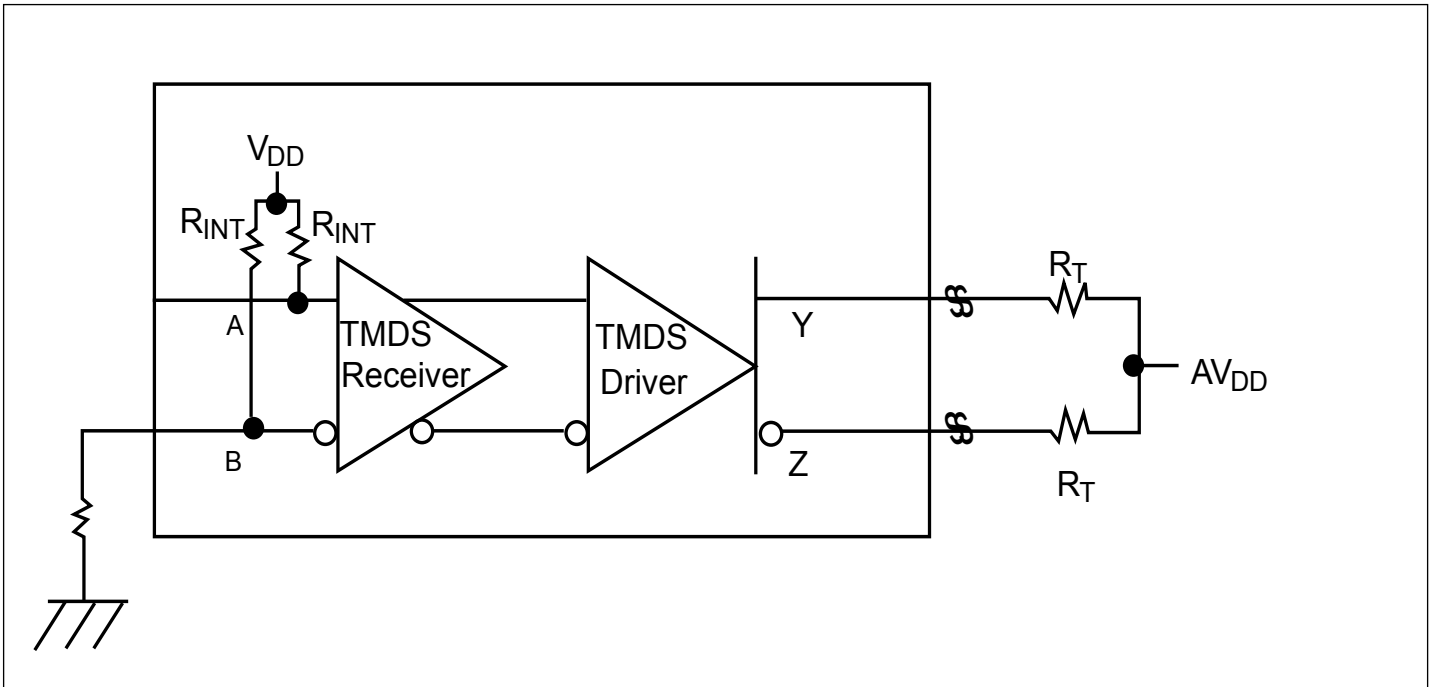 VDD
RINT
RINT
A
TMDS
Receiver
B
TMDS
Driver
Y
Z
RT
AVDD
RT